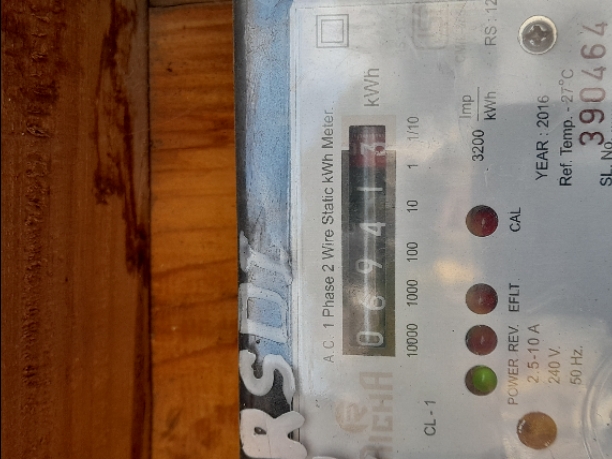 RSDI
A.C. 1 Phase 2 Wire Static kWh Meter
069413 kWh
10000 1000 100 10 1 1/10
CL - 1
3200 Imp
kWh
POWER REV. EFLT CAL
2.5-10 A
240 V.
50 Hz.
YEAR : 2016
Ref. Temp. - 27°C
390464
SL. No.